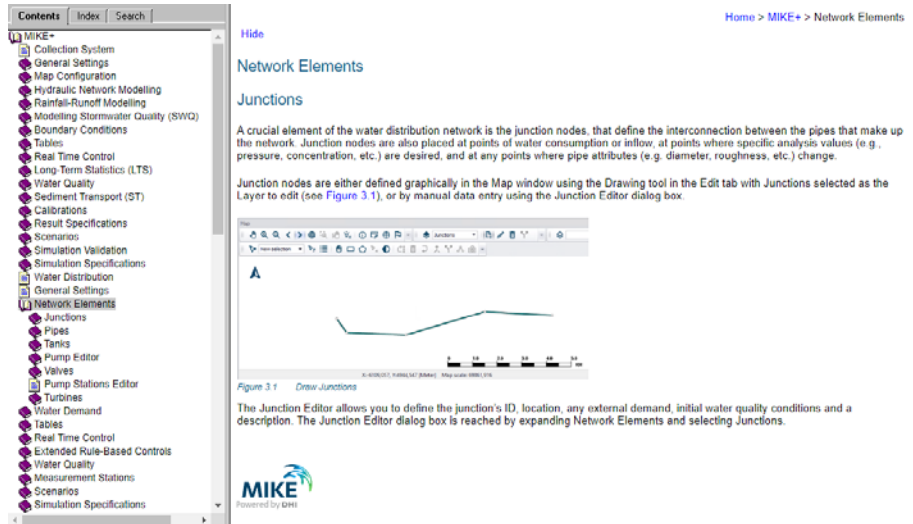 Contents Index Search
MIKE+
Collection System
General Settings
Map Configuration
Hydraulic Network Modelling
Rainfall-Runoff Modelling
Modelling Stormwater Quality (SWQ)
Boundary Conditions
Tables
Real Time Control
Long-Term Statistics (LTS)
Water Quality
Sediment Transport (ST)
Calibrations
Result Specifications
Scenarios
Simulation Validation
Simulation Specifications
Water Distribution
General Settings
Network Elements
Junctions
Pipes
Tanks
Pump Editor
Valves
Pump Stations Editor
Turbines
Water Demand
Tables
Real Time Control
Extended Rule-Based Controls
Water Quality
Measurement Stations
Scenarios
Simulation Specifications
Home > MIKE+ > Network Elements
Hide
Network Elements
Junctions
A crucial element of the water distribution network is the junction nodes, that define the interconnection between the pipes that make up
the network. Junction nodes are also placed at points of water consumption or inflow, at points where specific analysis values (e.g.,
pressure, concentration, etc.) are desired, and at any points where pipe attributes (e.g. diameter, roughness, etc.) change.
Junction nodes are either defined graphically in the Map window using the Drawing tool in the Edit tab with Junctions selected as the
Layer to edit (see Figure 3.1), or by manual data entry using the Junction Editor dialog box.
Map
Junctions
New selection
Figure 3.1 Draw Junctions
The Junction Editor allows you to define the junction's ID, location, any external demand, initial water quality conditions and a
description. The Junction Editor dialog box is reached by expanding Network Elements and selecting Junctions.
MIKE
Powered by DHI